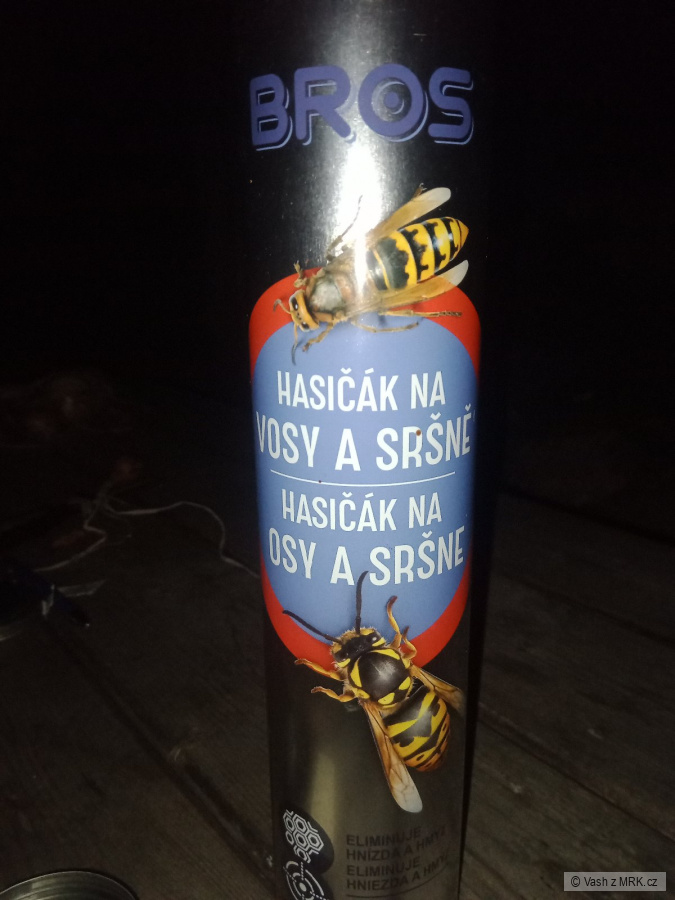 BROS
HASIČÁK NA
VOSY A SRŠNĚ
HASIČÁK NA
OSY A SRŠNE
ELIMINUJE
HNÍZDA A HMYZ
ELIMINUJE
HNIEZDA A HMYZ
© Vash z MRK.cz